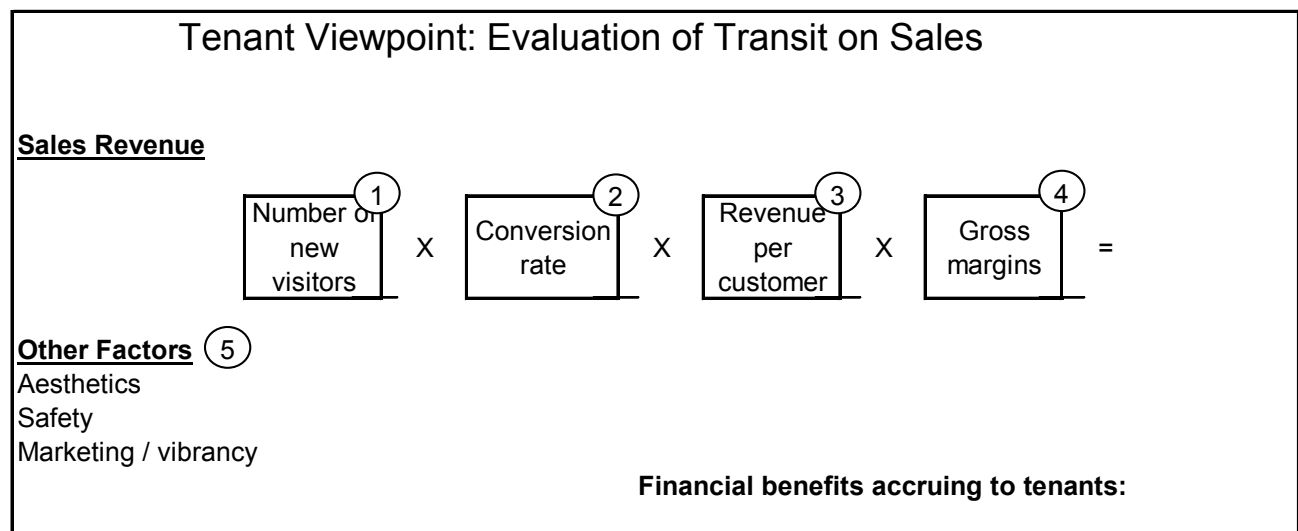 Tenant Viewpoint: Evaluation of Transit on Sales
Sales Revenue
1 2 3 4
Number of new visitors X Conversion rate X Revenue per customer X Gross margins =
Other Factors 5
Aesthetics
Safety
Marketing / vibrancy
Financial benefits accruing to tenants: